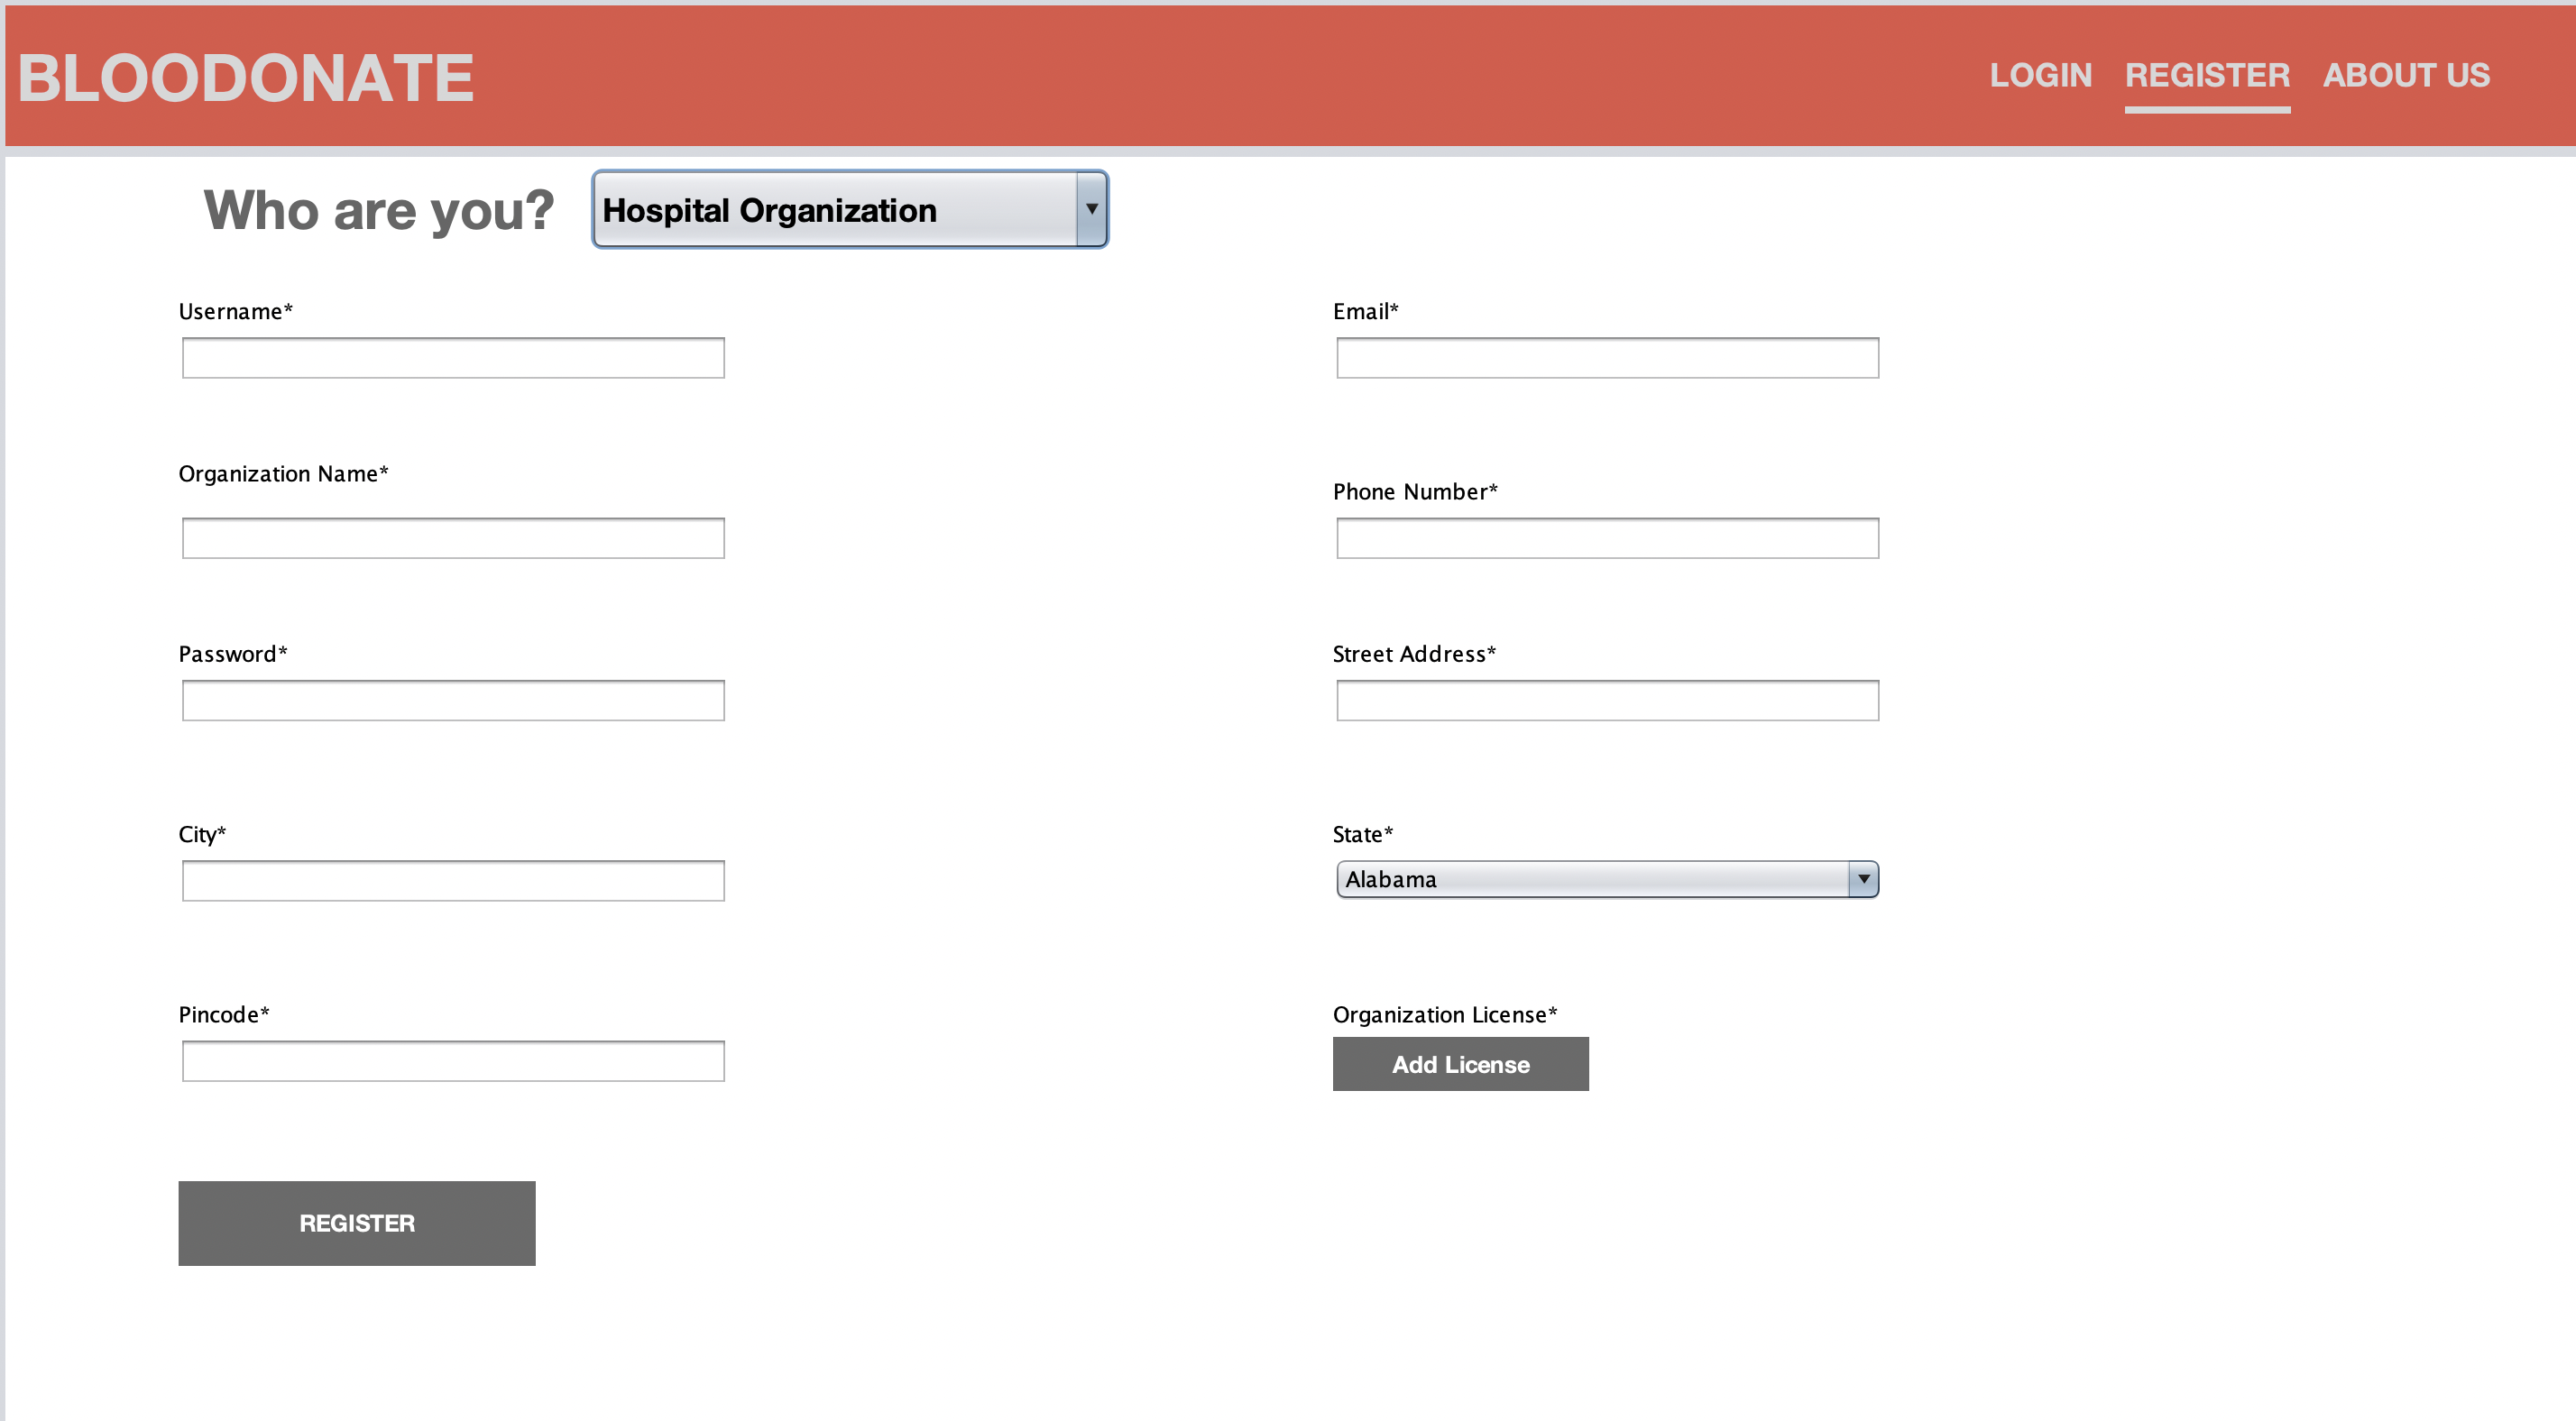 BLOODONATE
LOGIN REGISTER ABOUT US
Who are you? Hospital Organization
Username* Email*
Organization Name*
Phone Number*
Password* Street Address*
City* State*
Alabama
Pincode* Organization License*
Add License
REGISTER